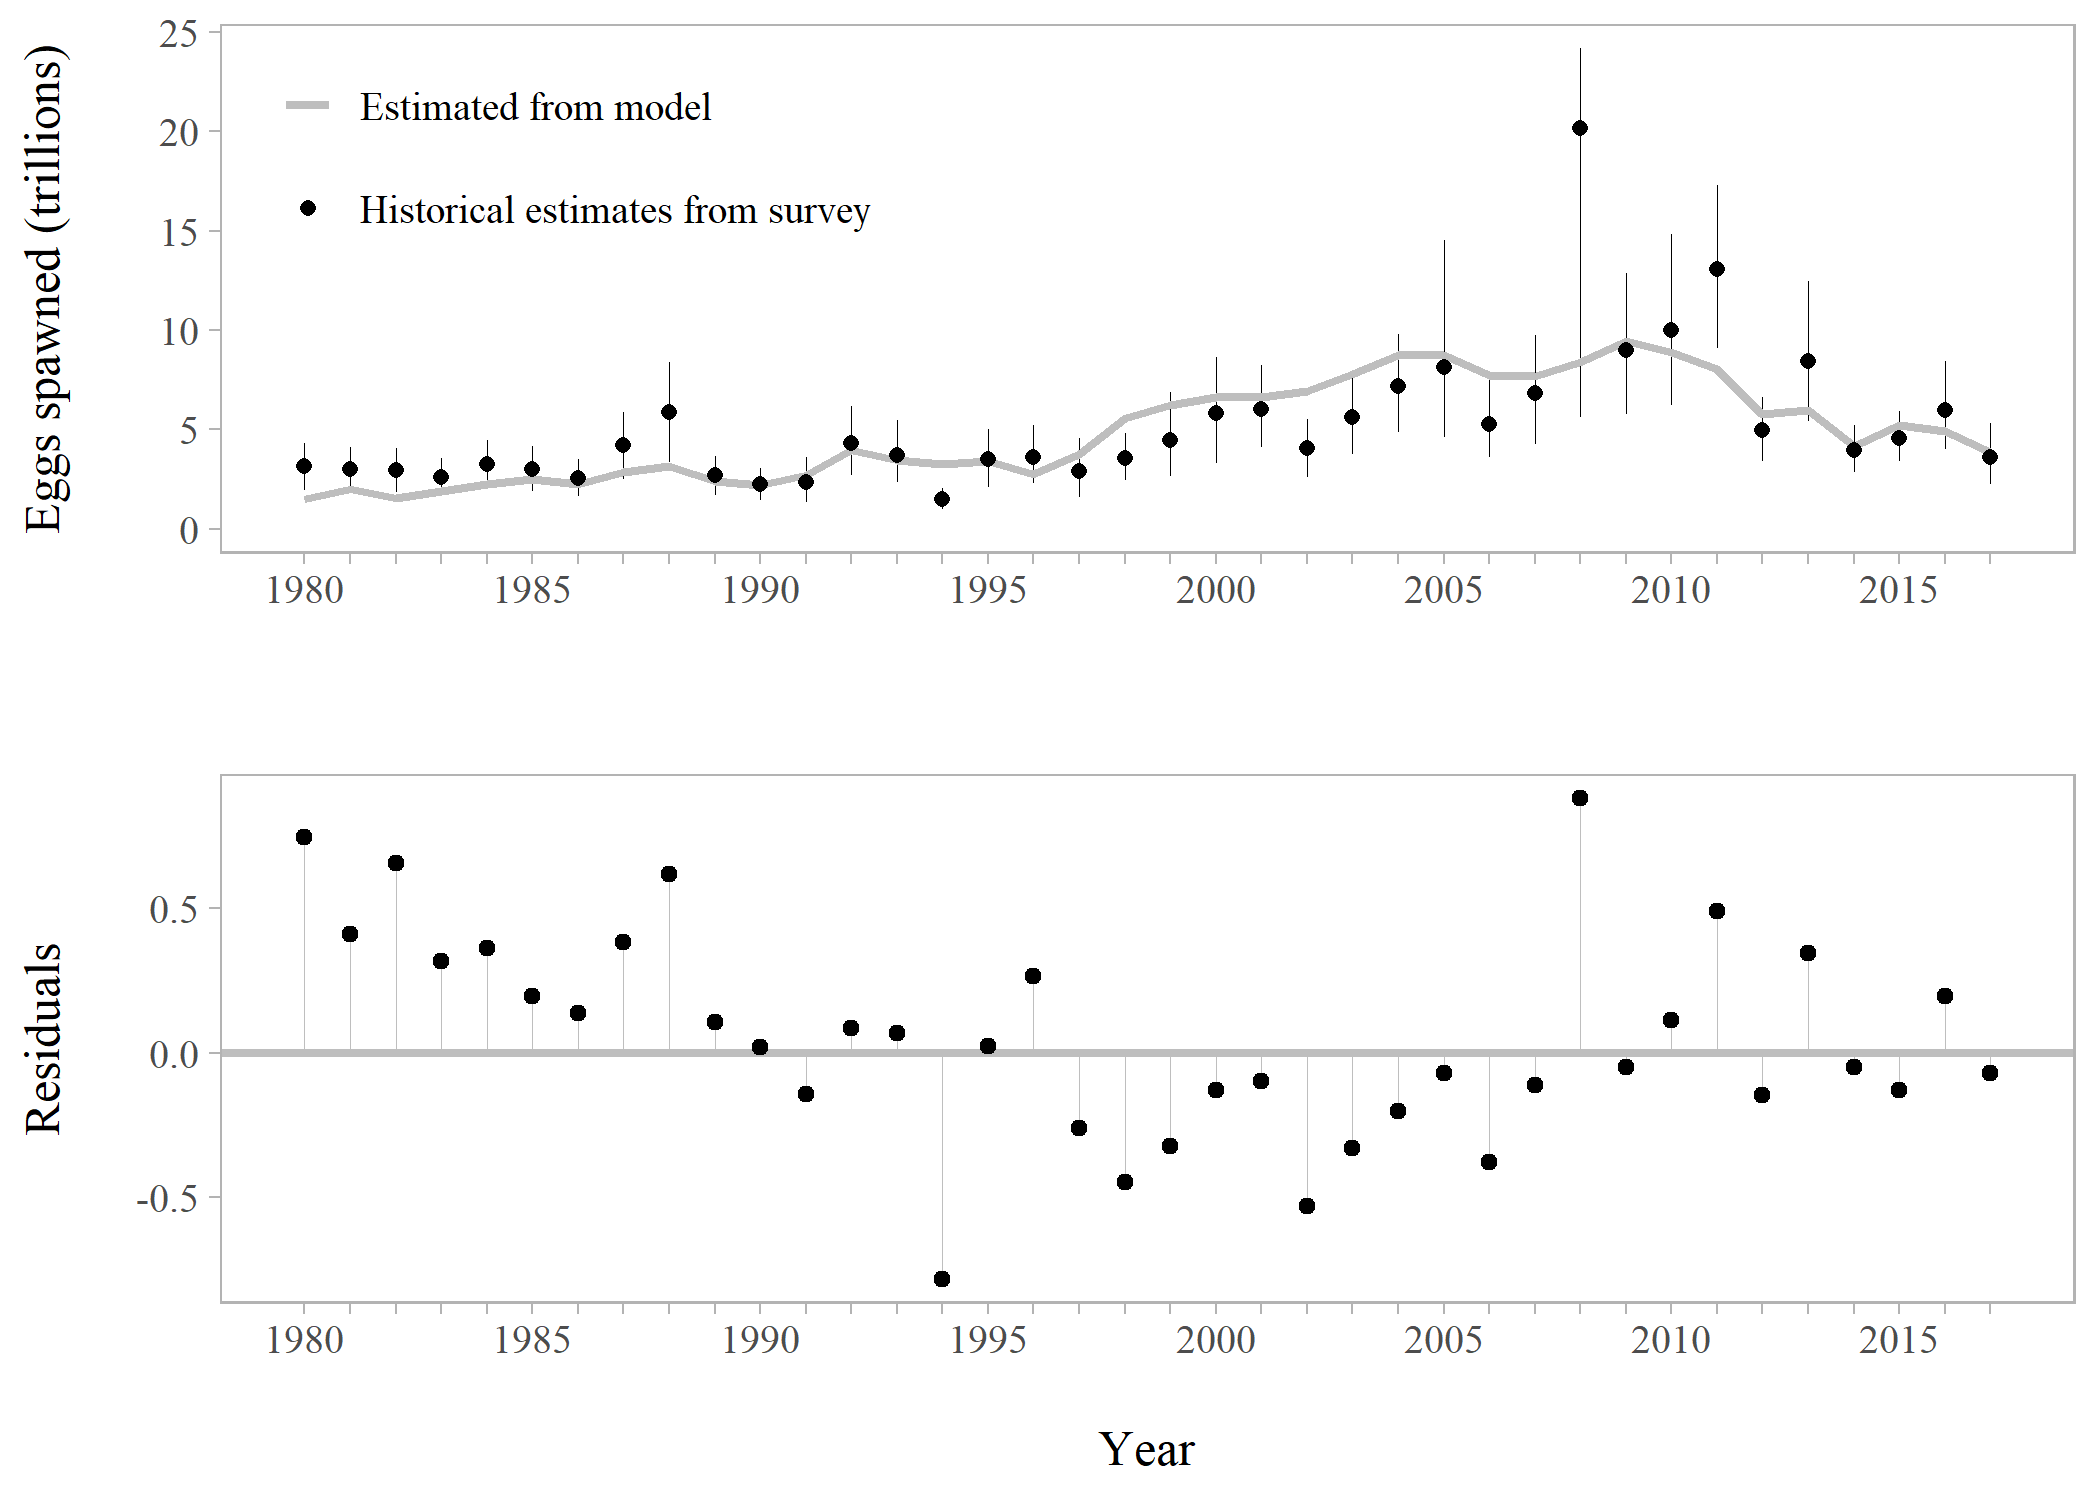 Eggs spawned (trillions)
25
20
15
10
5
0
Estimated from model
Historical estimates from survey
1980 1985 1990 1995 2000 2005 2010 2015
Residuals
0.5
0.0
-0.5
1980 1985 1990 1995 2000 2005 2010 2015
Year